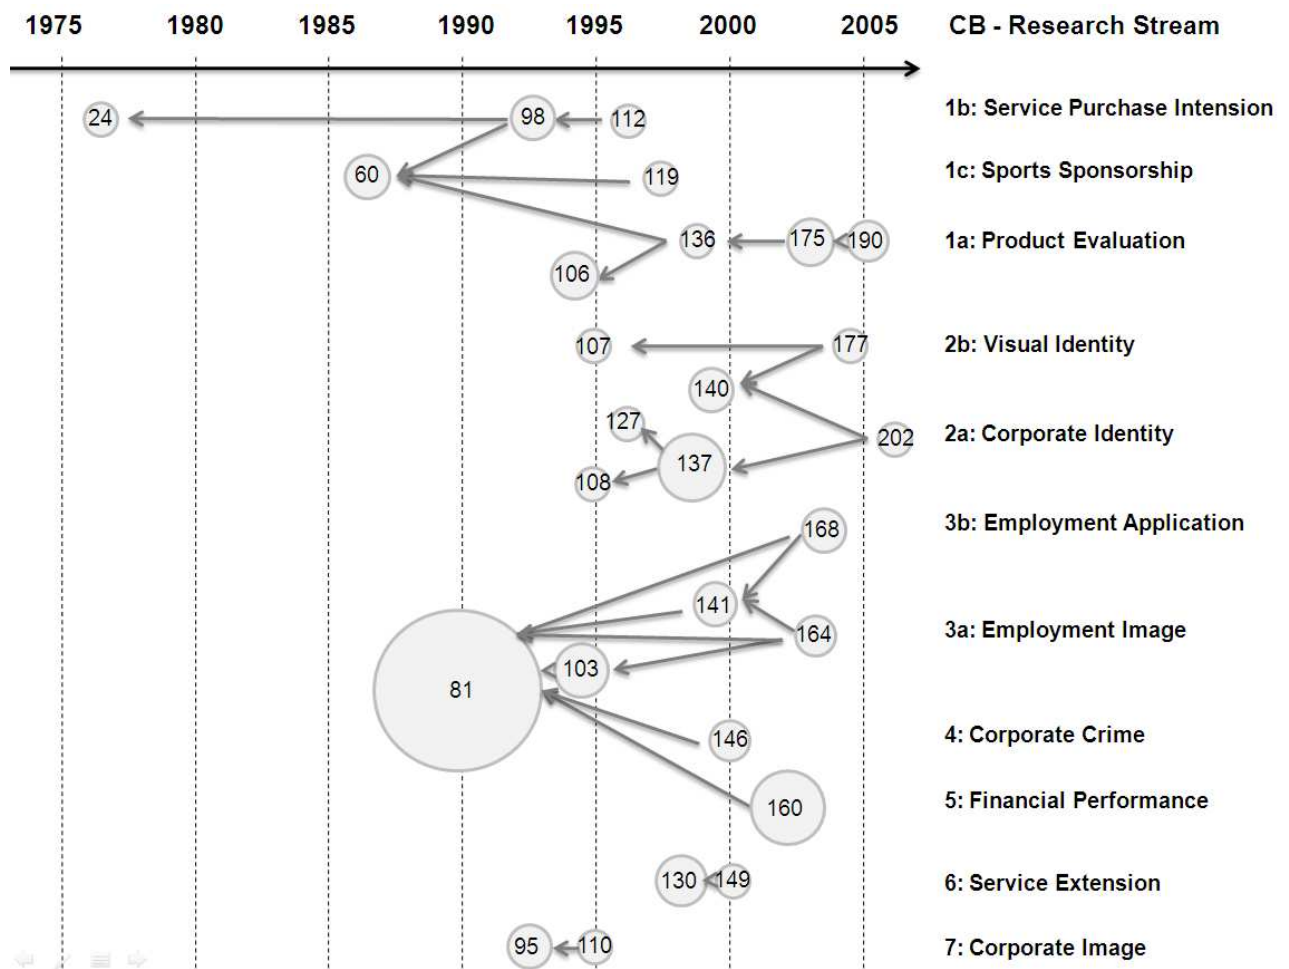 1975 1980 1985 1990 1995 2000 2005 CB - Research Stream
24 98 112 1b: Service Purchase Intension
60 119 1c: Sports Sponsorship
136 175 190 1a: Product Evaluation
106
107 177 2b: Visual Identity
140
127 202 2a: Corporate Identity
137
108
168 3b: Employment Application
141
164 3a: Employment Image
103
81
146 4: Corporate Crime
160 5: Financial Performance
130 149 6: Service Extension
95 110 7: Corporate Image